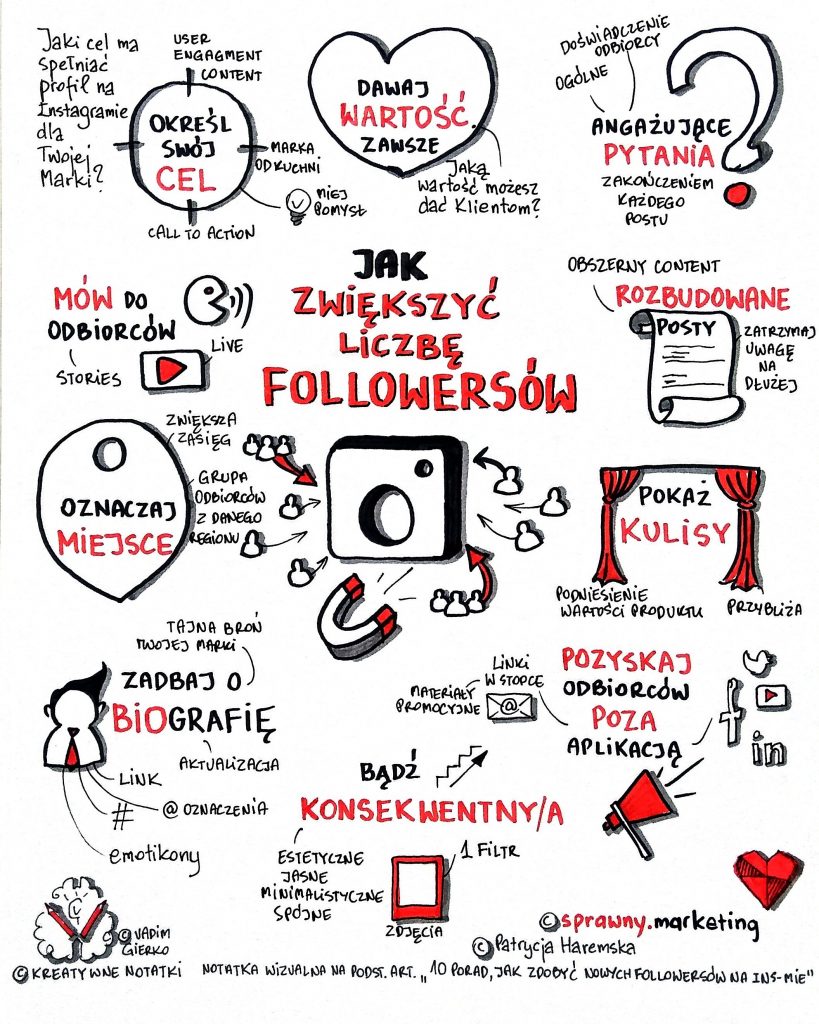 Jaki cel ma
spełniać
profil na
Instagramie
dla
Twojej
Marki?
USER
ENGAGMENT
CONTENT
OKREŚL
SWÓJ
CEL
MARKA
OD KUCHNI
MIEJ
POMYSŁ
CALL TO ACTION
DAWAJ
WARTOŚĆ
ZAWSZE
JAKĄ
WARTOŚĆ MOŻESZ
DAĆ KLIENTOM?
DOŚWIADCZENIE
ODBIORCY
OGÓLNE
ANGAŻUJĄCE
PYTANIA
ZAKOŃCZENIEM
KAŻDEGO
POSTU
?
JAK
ZWIĘKSZYĆ
LICZBĘ
FOLLOWERSÓW
MÓW DO
ODBIORCÓW
LIVE
STORIES
OBSZERNY CONTENT
ROZBUDOWANE
POSTY
ZATRZYMAJ
UWAGĘ
NA
DŁUŻEJ
ZWIĘKSZA
ZASIĘG
OZNACZAJ
MIEJSCE
GRUPA
ODBIORCÓW
Z DANEGO
REGIONU
POKAŻ
KULISY
PODNIESIENIE
WARTOŚCI PRODUKTU
PRZYBLIŻA
TAJNA BROŃ
TWOJEJ MARKI
ZADBAJ O
BIOGRAFIĘ
AKTUALIZACJA
LINK
#
@ OZNACZENIA
emotikony
LINKI
W STOPCE
MATERIAŁY
PROMOCYJNE
@
POZYSKAJ
ODBIORCÓW
POZA
APLIKACJĄ
f
in
BĄDŹ
KONSEKWENTNY/A
ESTETYCZNE
JASNE
MINIMALISTYCZNE
SPÓJNE
1 FILTR
ZDJĘCIA
© VADIM
GIERKO
© KREATYWNE NOTATKI
© sprawny.marketing
© Patrycja Haremska
NOTATKA WIZUALNA NA PODST. ART. „10 PORAD, JAK ZDOBYĆ NOWYCH FOLLOWERSÓW NA INS-MIE"